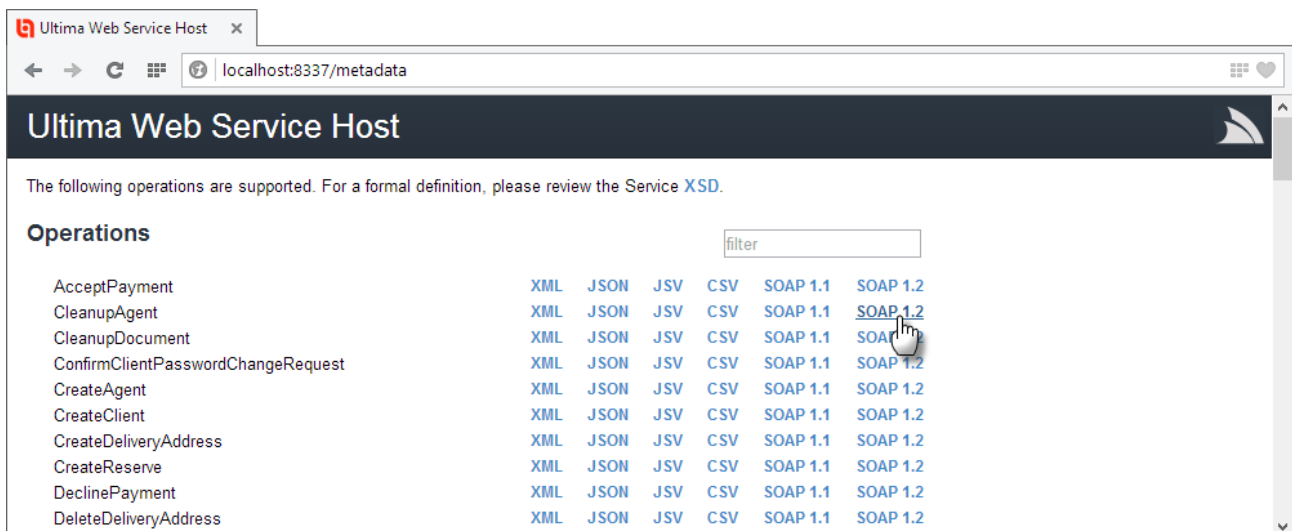 Ultima Web Service Host
localhost:8337/metadata
Ultima Web Service Host
The following operations are supported. For a formal definition, please review the Service XSD.
Operations
filter
AcceptPayment XML JSON JSV CSV SOAP 1.1 SOAP 1.2
CleanupAgent XML JSON JSV CSV SOAP 1.1 SOAP 1.2
CleanupDocument XML JSON JSV CSV SOAP 1.1 SOAP 1.2
ConfirmClientPasswordChangeRequest XML JSON JSV CSV SOAP 1.1 SOAP 1.2
CreateAgent XML JSON JSV CSV SOAP 1.1 SOAP 1.2
CreateClient XML JSON JSV CSV SOAP 1.1 SOAP 1.2
CreateDeliveryAddress XML JSON JSV CSV SOAP 1.1 SOAP 1.2
CreateReserve XML JSON JSV CSV SOAP 1.1 SOAP 1.2
DeclinePayment XML JSON JSV CSV SOAP 1.1 SOAP 1.2
DeleteDeliveryAddress XML JSON JSV CSV SOAP 1.1 SOAP 1.2